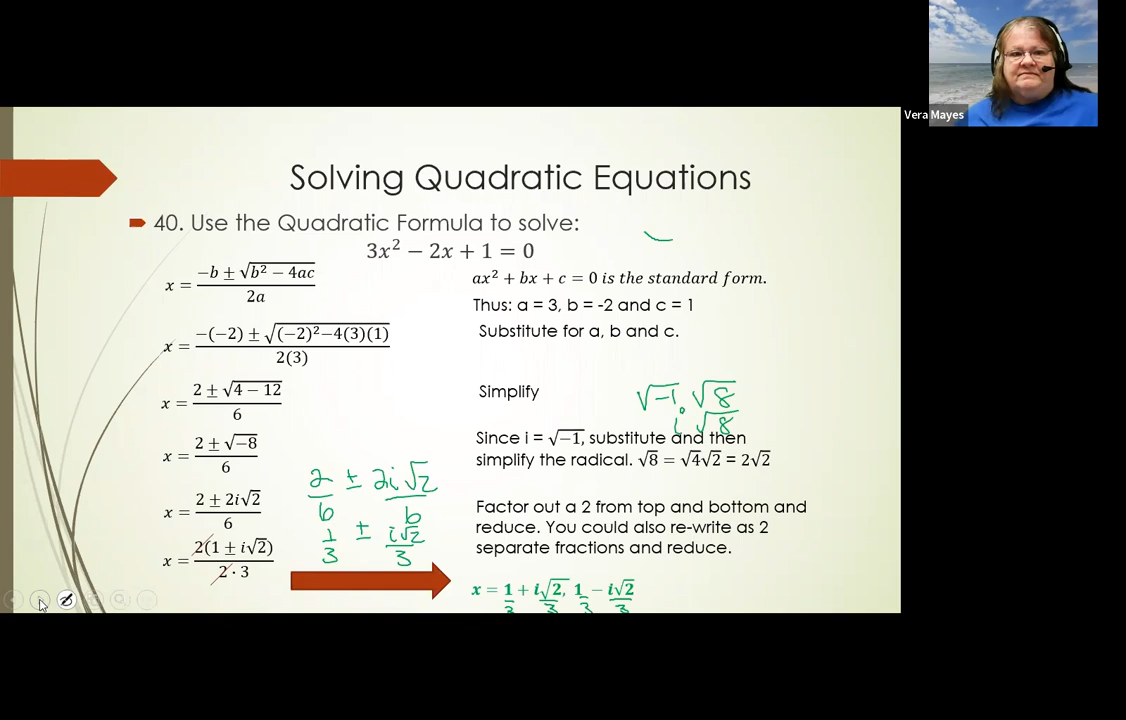 Vera Mayes
Solving Quadratic Equations
40. Use the Quadratic Formula to solve:
3x² − 2x + 1 = 0
x = (−b ± √(b² − 4ac)) / 2a
ax² + bx + c = 0 is the standard form.
Thus: a = 3, b = -2 and c = 1
Substitute for a, b and c.
x = (−(−2) ± √((−2)²−4(3)(1))) / 2(3)
x = (2 ± √(4 − 12)) / 6
Simplify
√-1 · √8
i √8
x = (2 ± √−8) / 6
Since i = √−1, substitute and then
simplify the radical. √8 = √4√2 = 2√2
2/6 ± 2i√2/6
1/3 ± i√2/3
x = (2 ± 2i√2) / 6
Factor out a 2 from top and bottom and
reduce. You could also re-write as 2
separate fractions and reduce.
x = 2(1 ± i√2) / 2 · 3
x = 1/3 + i√2/3, 1/3 − i√2/3